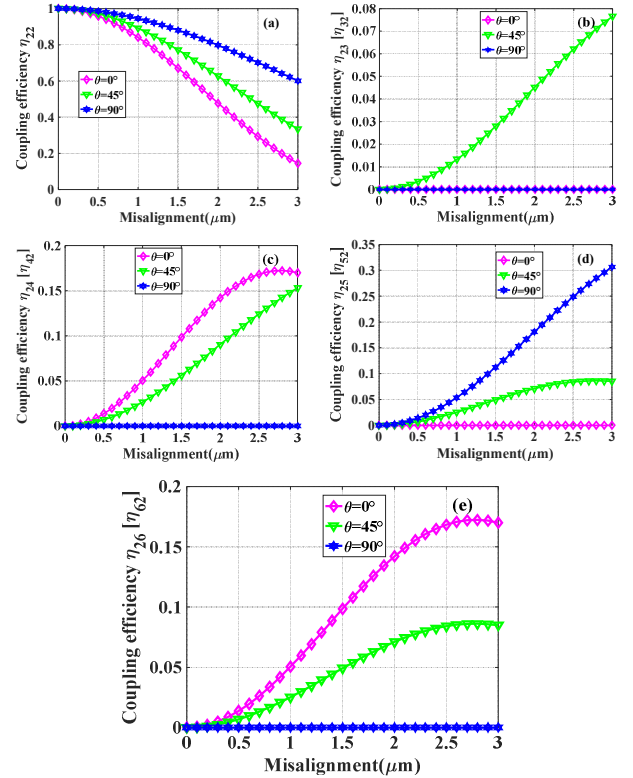 (a)
Coupling efficiency η22
1
0.8
0.6
0.4
0.2
0
θ=0°
θ=45°
θ=90°
0 0.5 1.0 1.5 2.0 2.5 3
Misalignment(μm)
(b)
Coupling efficiency η23 [η32]
0.08
0.07
0.06
0.05
0.04
0.03
0.02
0.01
0
θ=0°
θ=45°
θ=90°
0 0.5 1 1.5 2 2.5 3
Misalignment(μm)
(c)
Coupling efficiency η24 [η42]
0.2
0.15
0.1
0.05
0
θ=0°
θ=45°
θ=90°
0 0.5 1 1.5 2 2.5 3
Misalignment(μm)
(d)
Coupling efficiency η25 [η52]
0.35
0.3
0.25
0.20
0.15
0.1
0.05
0
θ=0°
θ=45°
θ=90°
0 0.5 1.0 1.5 2.0 2.5 3
Misalignment(μm)
(e)
Coupling efficiency η26 [η62]
0.2
0.15
0.1
0.05
0
θ=0°
θ=45°
θ=90°
0 0.5 1 1.5 2 2.5 3
Misalignment(μm)